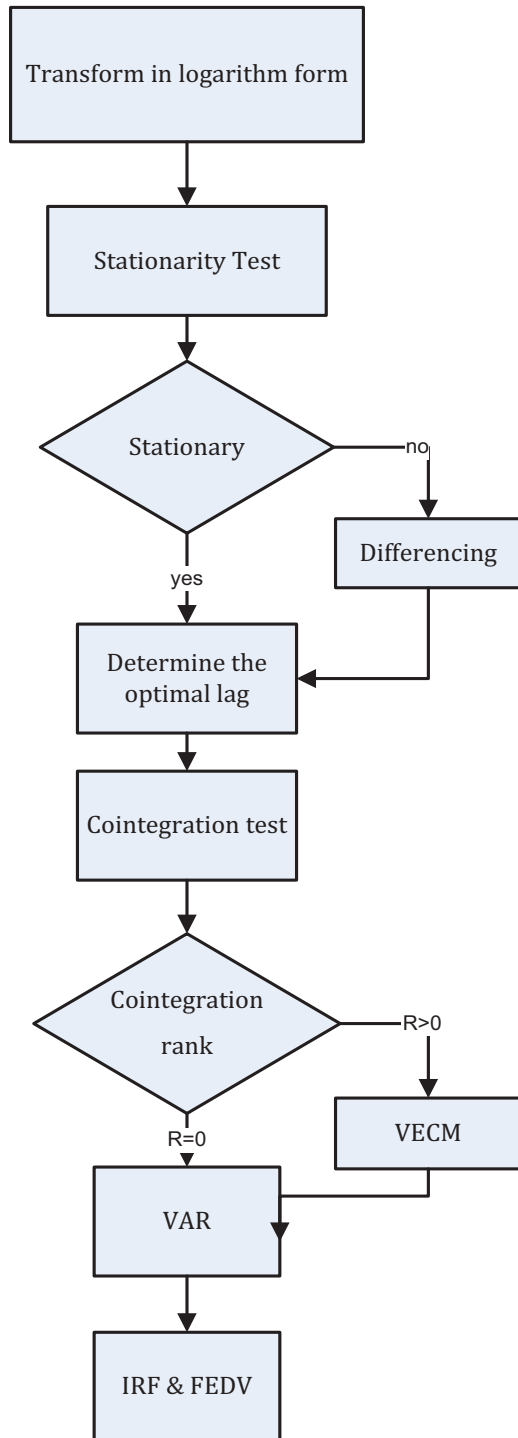 Transform in logarithm form
Stationarity Test
Stationary
no
Differencing
yes
Determine the
optimal lag
Cointegration test
Cointegration
rank
R>0
VECM
R=0
VAR
IRF & FEDV